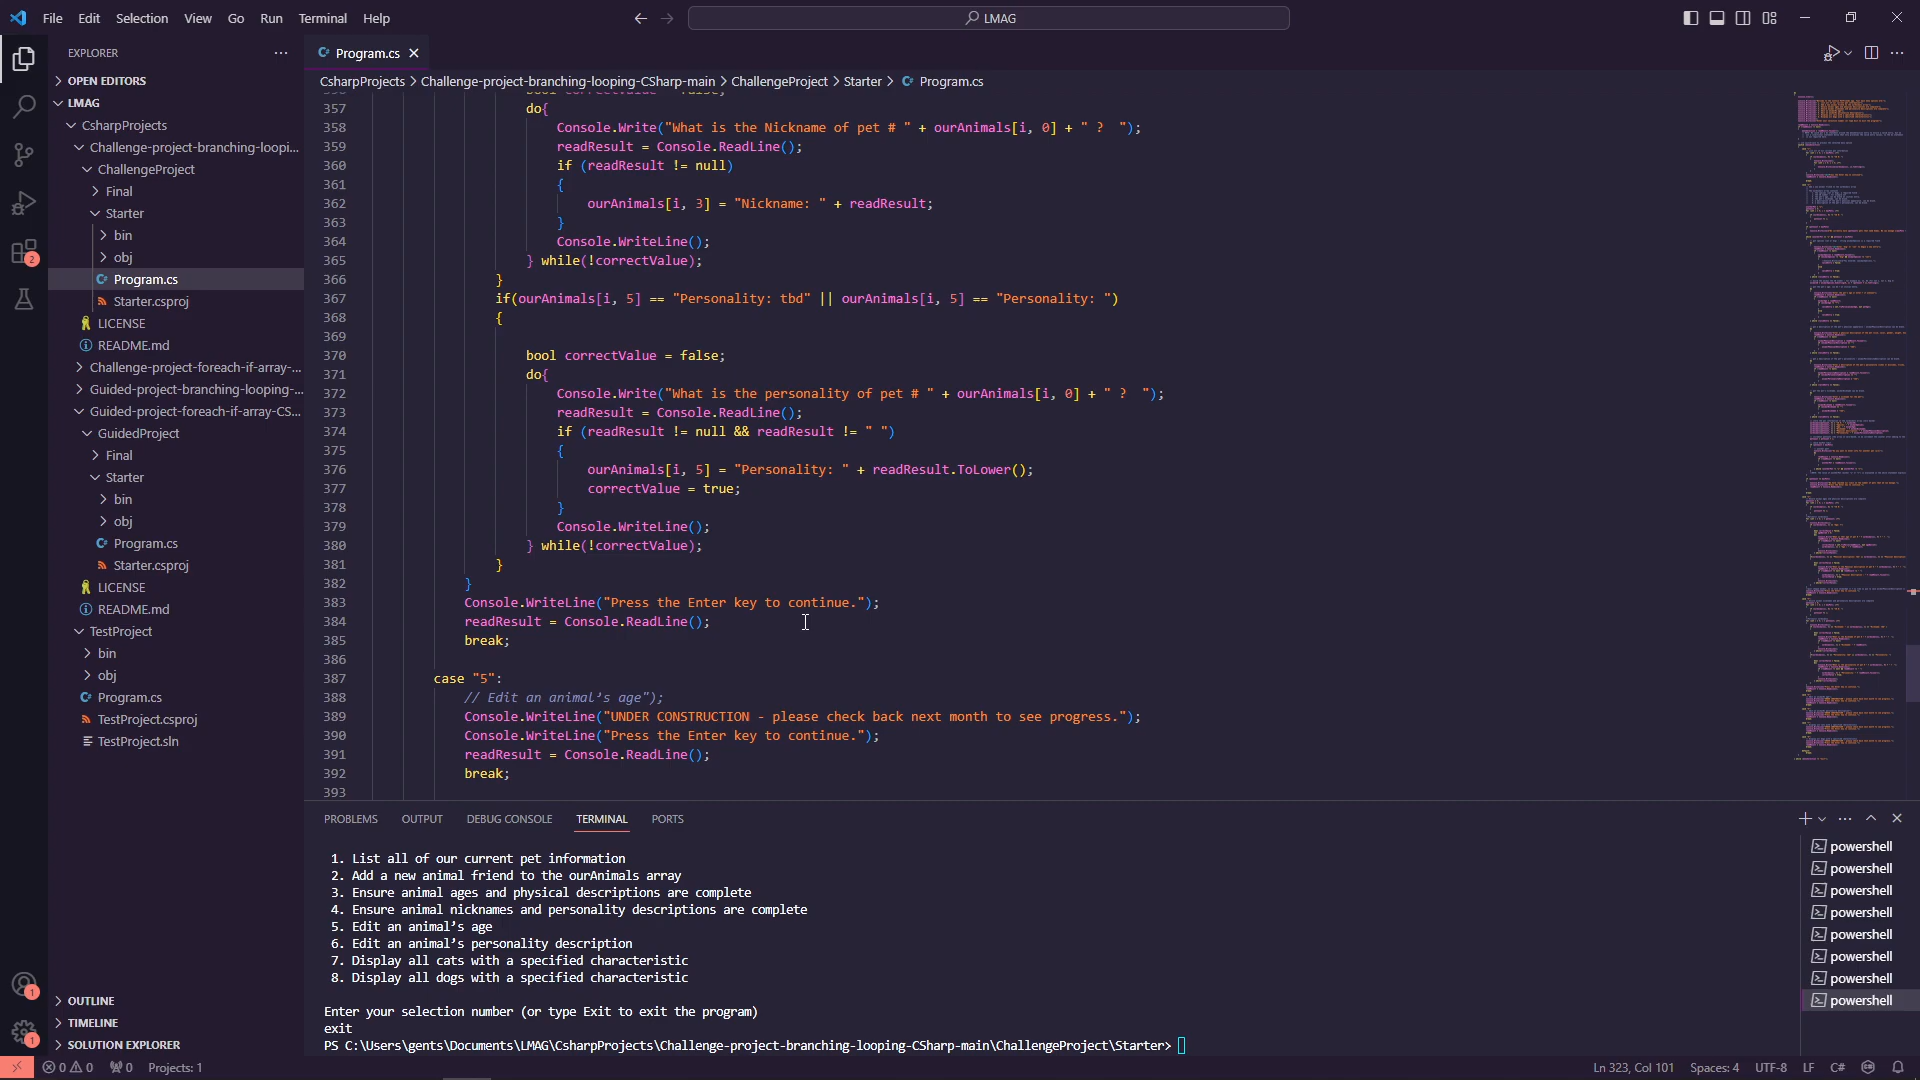 File Edit Selection View Go Run Terminal Help
LMAG
EXPLORER
OPEN EDITORS
LMAG
CsharpProjects
Challenge-project-branching-loopi...
ChallengeProject
Final
Starter
bin
obj
Program.cs
Starter.csproj
LICENSE
README.md
Challenge-project-foreach-if-array-...
Guided-project-branching-looping-...
Guided-project-foreach-if-array-CS...
GuidedProject
Final
Starter
bin
obj
Program.cs
Starter.csproj
LICENSE
README.md
TestProject
bin
obj
Program.cs
TestProject.csproj
TestProject.sln
OUTLINE
TIMELINE
SOLUTION EXPLORER
2
1
1
Program.cs
CsharpProjects > Challenge-project-branching-looping-CSharp-main > ChallengeProject > Starter > Program.cs
357 do{
358 Console.Write("What is the Nickname of pet # " + ourAnimals[i, 0] + " ?  ");
359 readResult = Console.ReadLine();
360 if (readResult != null)
361 {
362 ourAnimals[i, 3] = "Nickname: " + readResult;
363 }
364 Console.WriteLine();
365 } while(!correctValue);
366 }
367 if(ourAnimals[i, 5] == "Personality: tbd" || ourAnimals[i, 5] == "Personality: ")
368 {
369
370 bool correctValue = false;
371 do{
372 Console.Write("What is the personality of pet # " + ourAnimals[i, 0] + " ?  ");
373 readResult = Console.ReadLine();
374 if (readResult != null && readResult != " ")
375 {
376 ourAnimals[i, 5] = "Personality: " + readResult.ToLower();
377 correctValue = true;
378 }
379 Console.WriteLine();
380 } while(!correctValue);
381 }
382 }
383 Console.WriteLine("Press the Enter key to continue.");
384 readResult = Console.ReadLine();
385 break;
386
387 case "5":
388 // Edit an animal’s age");
389 Console.WriteLine("UNDER CONSTRUCTION - please check back next month to see progress.");
390 Console.WriteLine("Press the Enter key to continue.");
391 readResult = Console.ReadLine();
392 break;
393
PROBLEMS OUTPUT DEBUG CONSOLE TERMINAL PORTS
1. List all of our current pet information
2. Add a new animal friend to the ourAnimals array
3. Ensure animal ages and physical descriptions are complete
4. Ensure animal nicknames and personality descriptions are complete
5. Edit an animal’s age
6. Edit an animal’s personality description
7. Display all cats with a specified characteristic
8. Display all dogs with a specified characteristic
Enter your selection number (or type Exit to exit the program)
exit
PS C:\Users\gents\Documents\LMAG\CsharpProjects\Challenge-project-branching-looping-CSharp-main\ChallengeProject\Starter>
powershell
powershell
powershell
powershell
powershell
powershell
powershell
powershell
0 0 0 Projects: 1 Ln 323, Col 101 Spaces: 4 UTF-8 LF C#